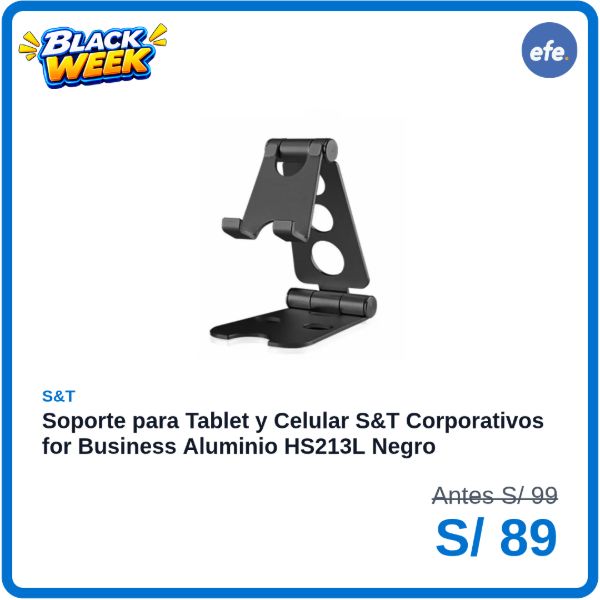 BLACK
WEEK
efe.
S&T
Soporte para Tablet y Celular S&T Corporativos
for Business Aluminio HS213L Negro
Antes S/ 99
S/ 89